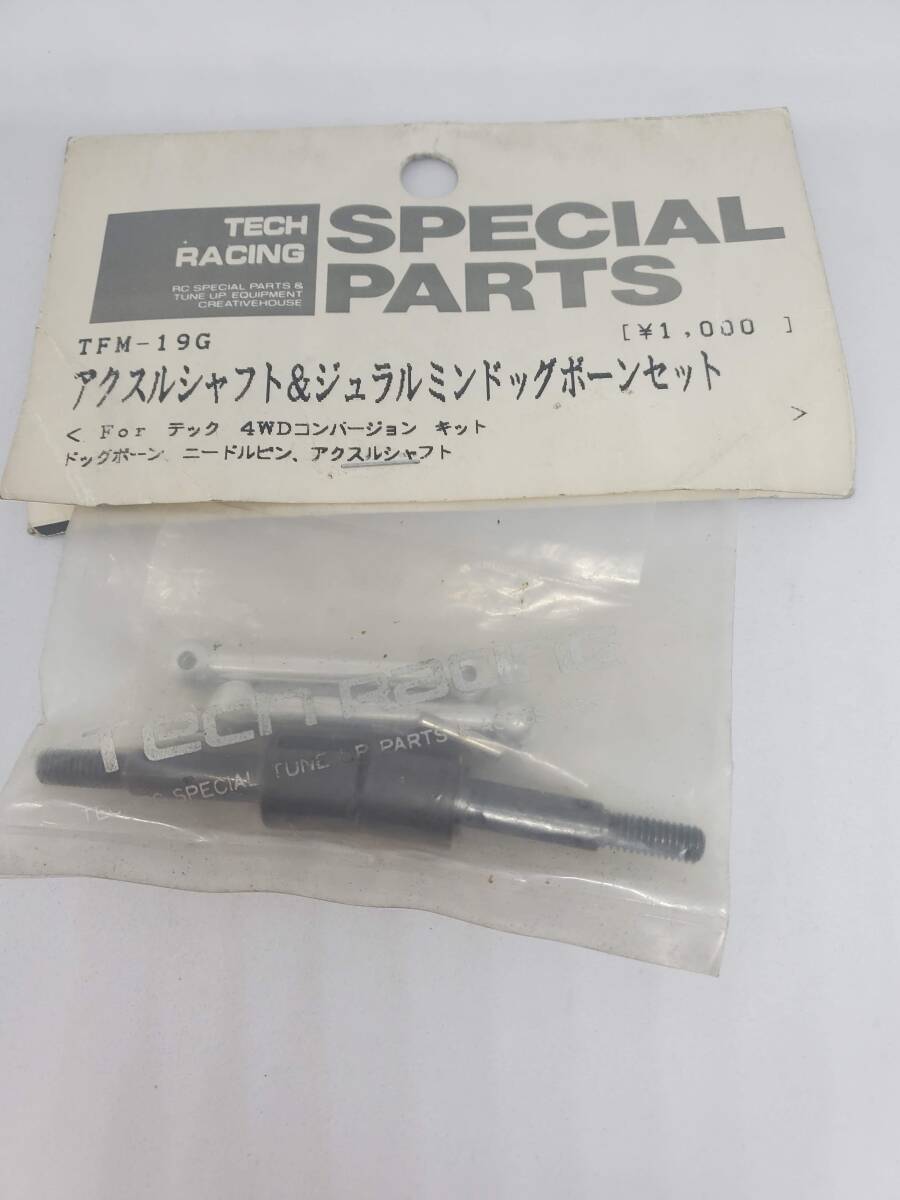 TECH
RACING
RC SPECIAL PARTS &
TUNE UP EQUIPMENT
CREATIVEHOUSE
SPECIAL
PARTS
TFM-19G
[¥1,000 ]
アクスルシャフト&ジュラルミンドッグボーンセット
< For テック 4WDコンバージョン キット >
ドッグボーン、ニードルピン、アクスルシャフト
Tech Racing
SPECIAL TUNE UP PARTS